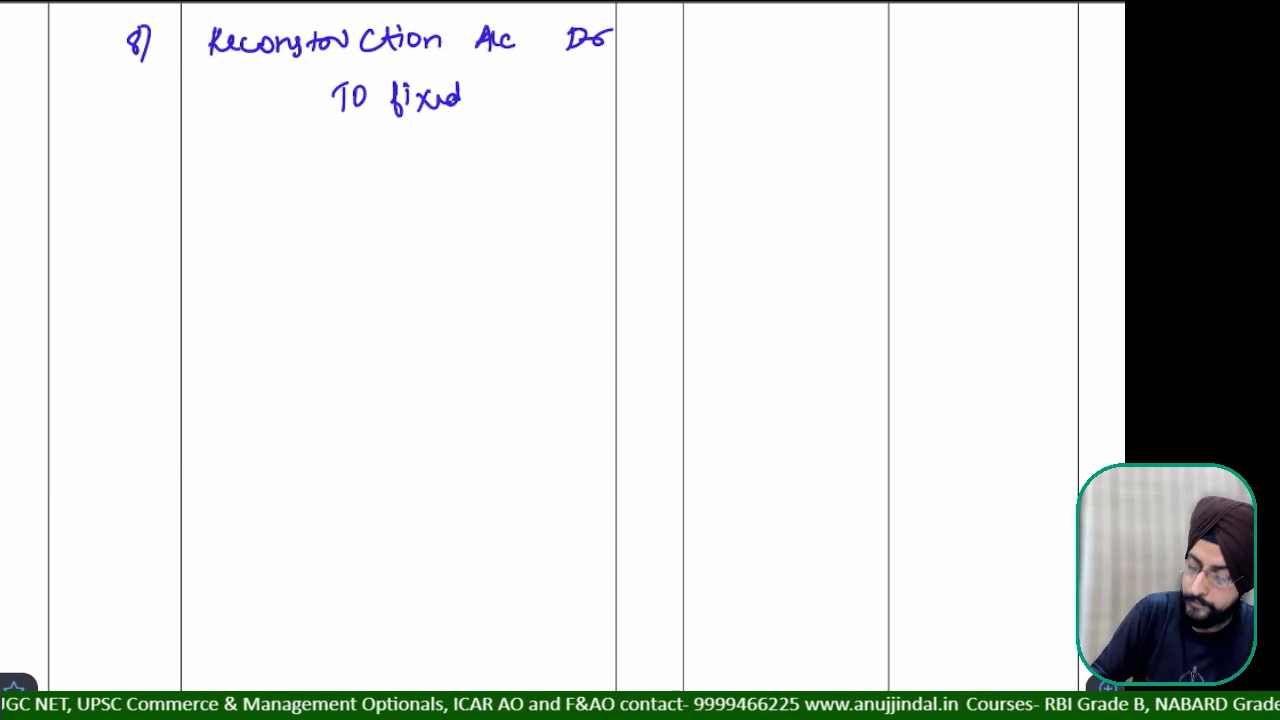 8) Reconstruction A/c Dr
To fixed
UGC NET, UPSC Commerce & Management Optionals, ICAR AO and F&AO contact- 9999466225 www.anujjindal.in Courses- RBI Grade B, NABARD Grade